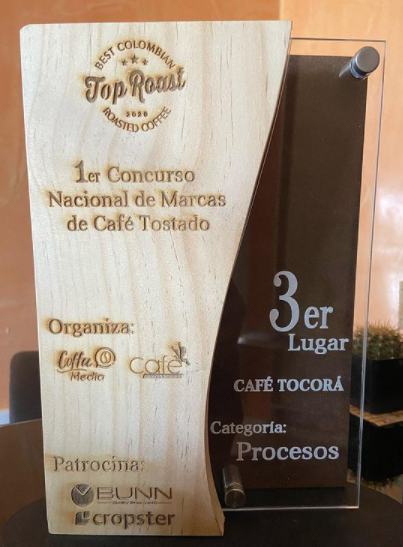 BEST COLOMBIAN
Top Roast
2020
ROASTED COFFEE
1er Concurso
Nacional de Marcas
de Café Tostado
Organiza:
Coffee
Media
Café
Patrocina:
BUNN
cropster
3er
Lugar
CAFÉ TOCORÁ
Categoría:
Procesos